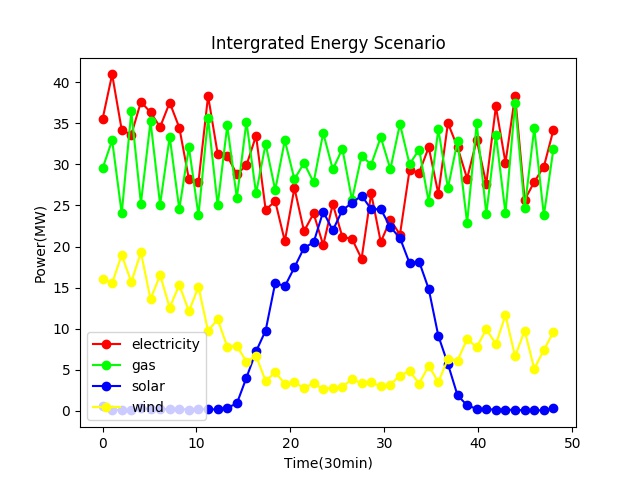 Intergrated Energy Scenario
Power(MW)
40
35
30
25
20
15
10
5
0
electricity
gas
solar
wind
0 10 20 30 40 50
Time(30min)